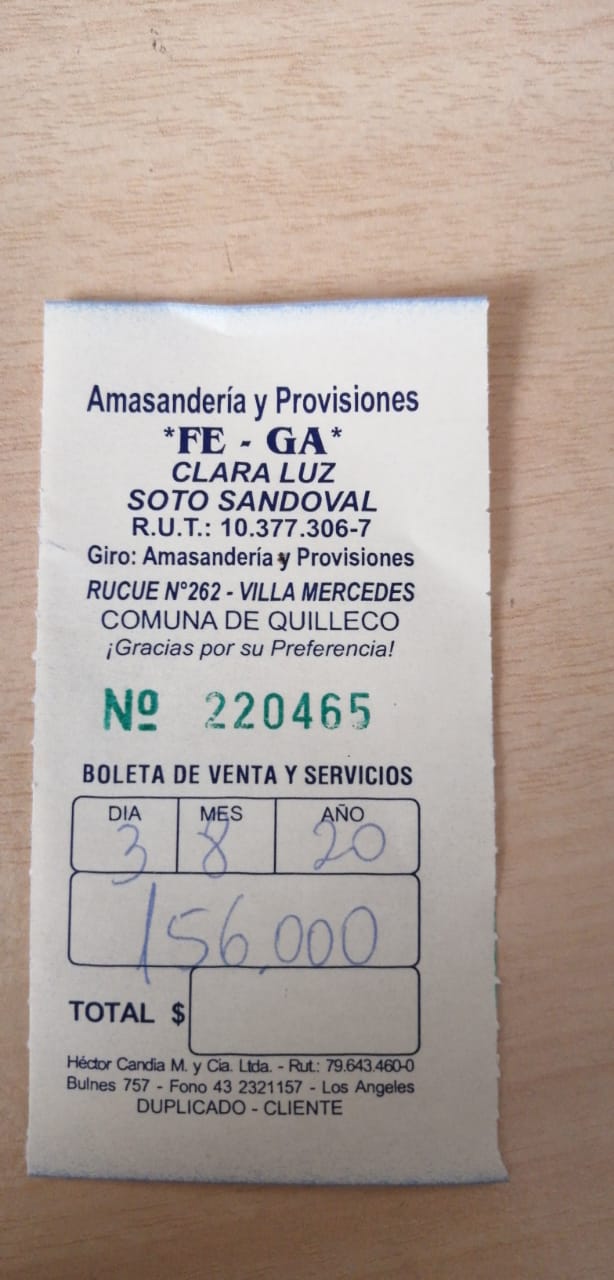 Amasandería y Provisiones
*FE - GA*
CLARA LUZ
SOTO SANDOVAL
R.U.T.: 10.377.306-7
Giro: Amasandería y Provisiones
RUCUE N°262 - VILLA MERCEDES
COMUNA DE QUILLECO
¡Gracias por su Preferencia!
Nº 220465
BOLETA DE VENTA Y SERVICIOS
DIA MES AÑO
3 8 20
156.000
TOTAL $
Héctor Candia M. y Cia. Ltda. - Rut.: 79.643.460-0
Bulnes 757 - Fono 43 2321157 - Los Angeles
DUPLICADO - CLIENTE